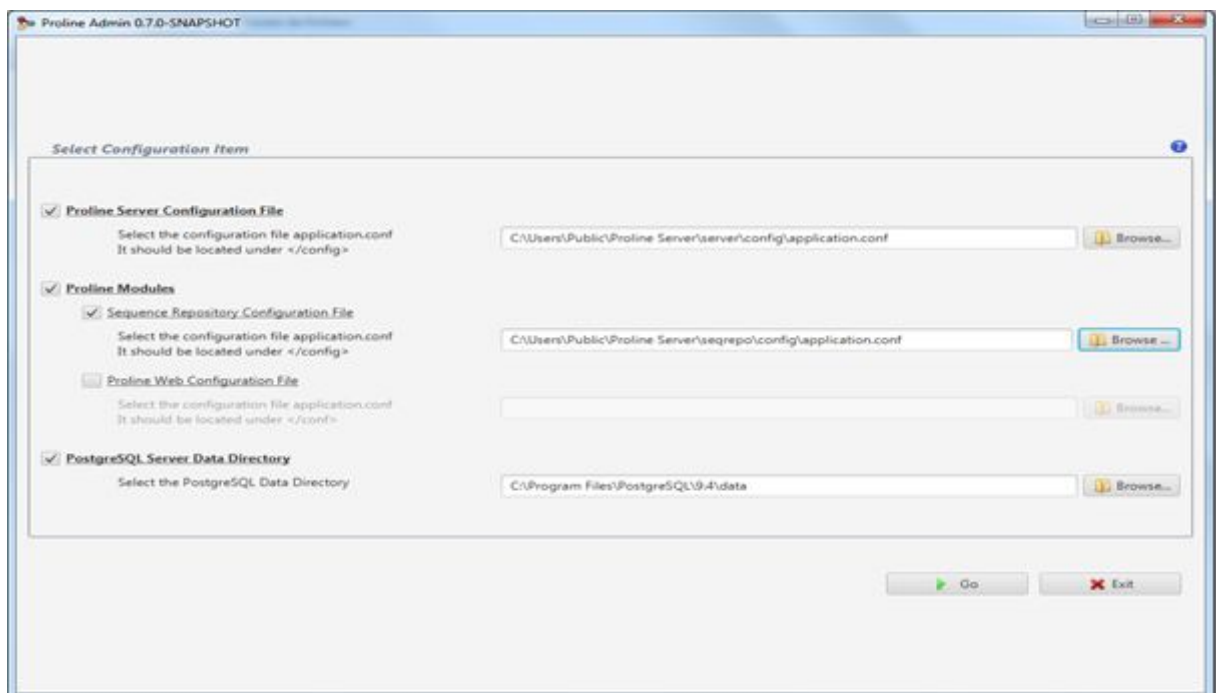 Proline Admin 0.7.0-SNAPSHOT
Select Configuration Item
Proline Server Configuration File
Select the configuration file application.conf
It should be located under </config>
C:\Users\Public\Proline Server\server\config\application.conf
Browse...
Proline Modules
Sequence Repository Configuration File
Select the configuration file application.conf
It should be located under </config>
C:\Users\Public\Proline Server\seqrepo\config\application.conf
Browse ...
Proline Web Configuration File
Select the configuration file application.conf
It should be located under </conf>
Browse...
PostgreSQL Server Data Directory
Select the PostgreSQL Data Directory
C:\Program Files\PostgreSQL\9.4\data
Browse...
Go
Exit